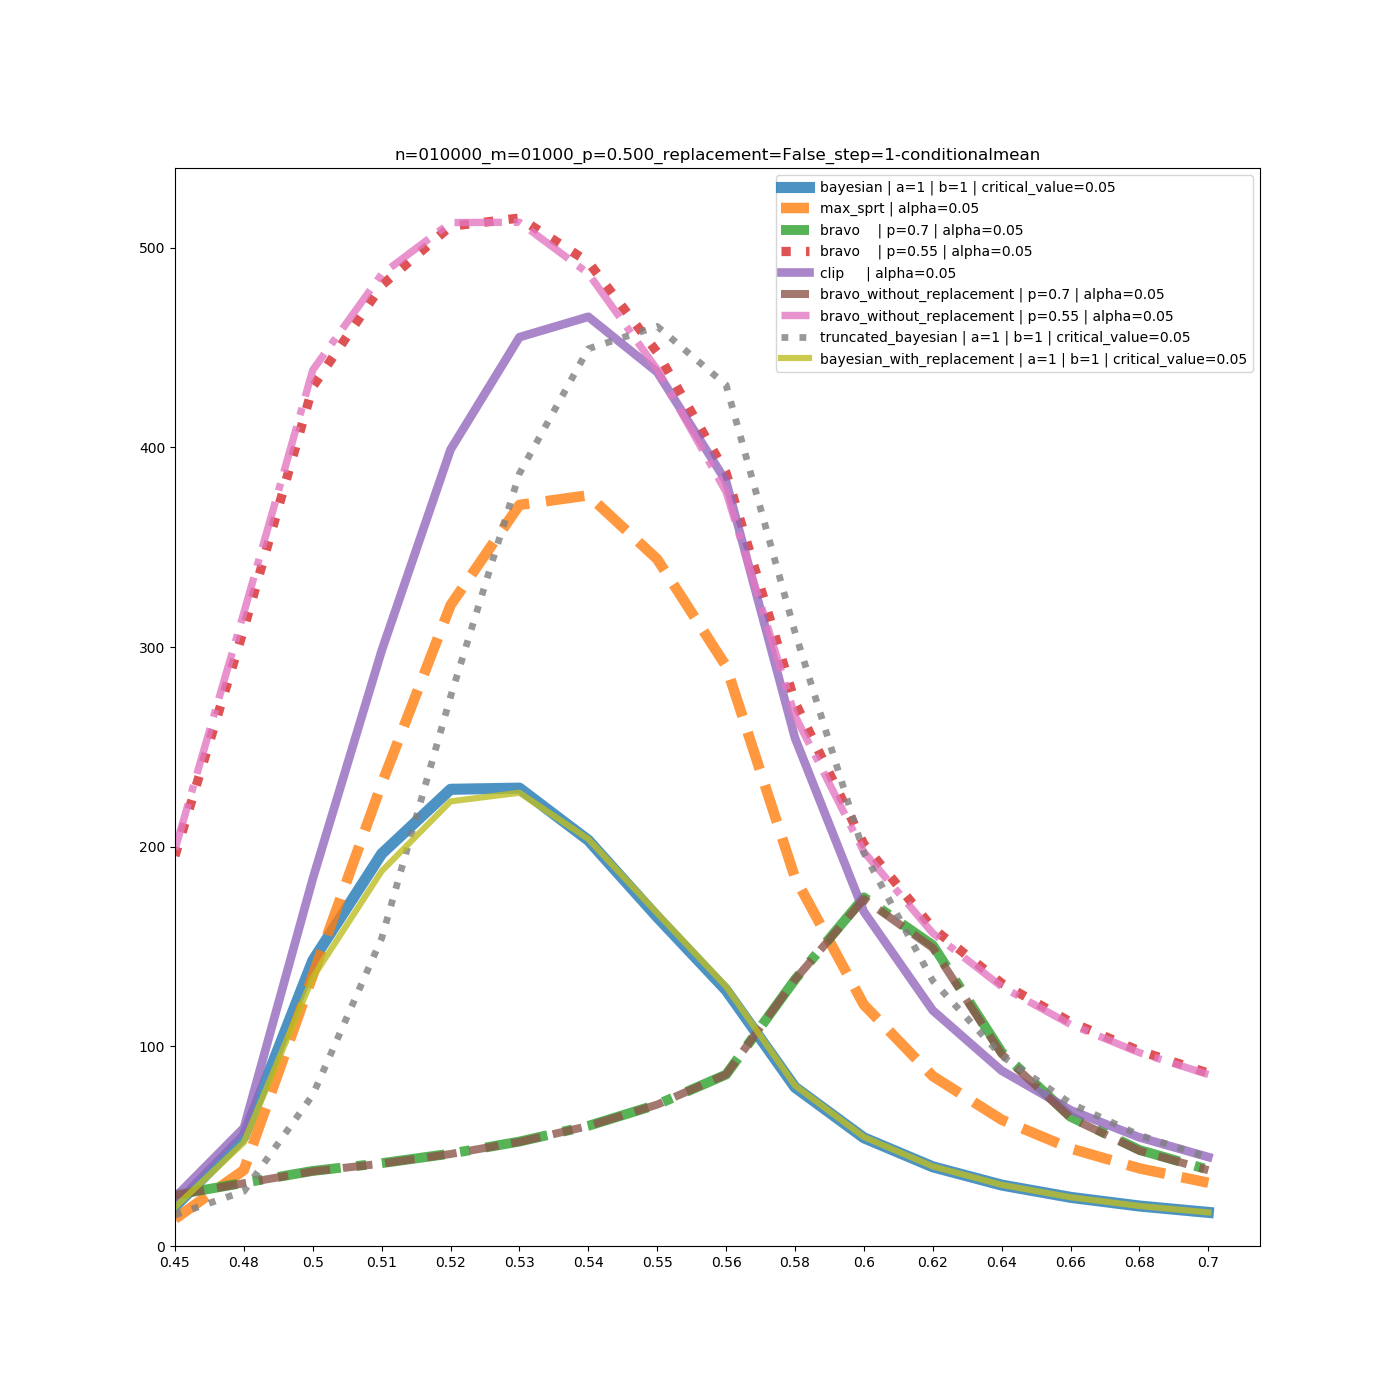 n=010000_m=01000_p=0.500_replacement=False_step=1-conditionalmean
bayesian | a=1 | b=1 | critical_value=0.05
max_sprt | alpha=0.05
bravo | p=0.7 | alpha=0.05
bravo | p=0.55 | alpha=0.05
clip | alpha=0.05
bravo_without_replacement | p=0.7 | alpha=0.05
bravo_without_replacement | p=0.55 | alpha=0.05
truncated_bayesian | a=1 | b=1 | critical_value=0.05
bayesian_with_replacement | a=1 | b=1 | critical_value=0.05
500
400
300
200
100
0
0.45 0.48 0.5 0.51 0.52 0.53 0.54 0.55 0.56 0.58 0.6 0.62 0.64 0.66 0.68 0.7